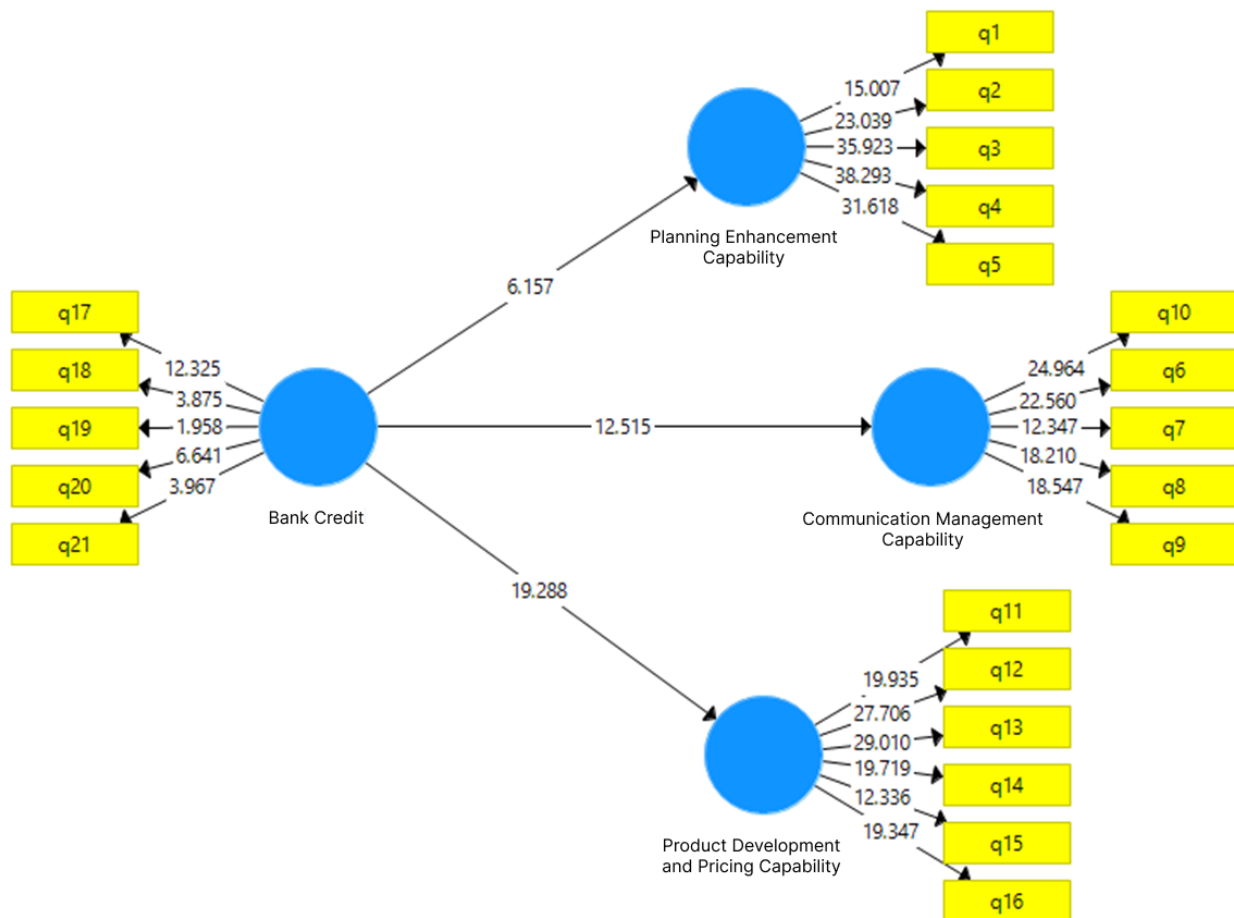 q1
15.007
q2
23.039
q3
35.923
q4
38.293
31.618
q5
Planning Enhancement
Capability
6.157
q17
12.325
q18
3.875
q19
1.958
q20
6.641
3.967
q21
Bank Credit
12.515
q10
24.964
q6
22.560
q7
12.347
q8
18.210
18.547
q9
Communication Management
Capability
19.288
q11
19.935
q12
27.706
q13
29.010
q14
19.719
12.336
q15
19.347
q16
Product Development
and Pricing Capability